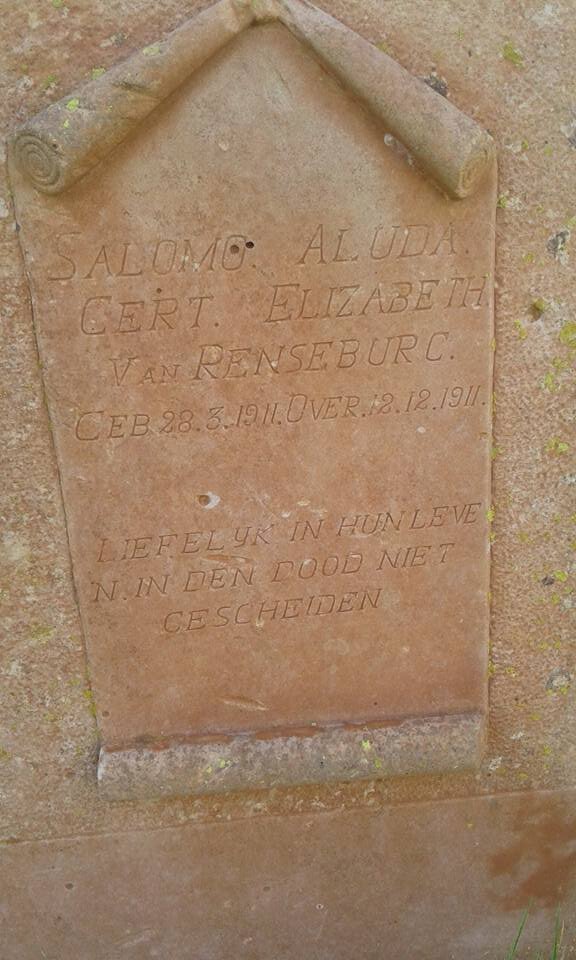 SALOMO. ALUDA.
GERT. ELIZABETH
VAN RENSEBURG.
GEB 28.3.1911. OVER. 12.12.1911.
LIEFELYK IN HUN LEVE
N. IN DEN DOOD NIET
GESCHEIDEN